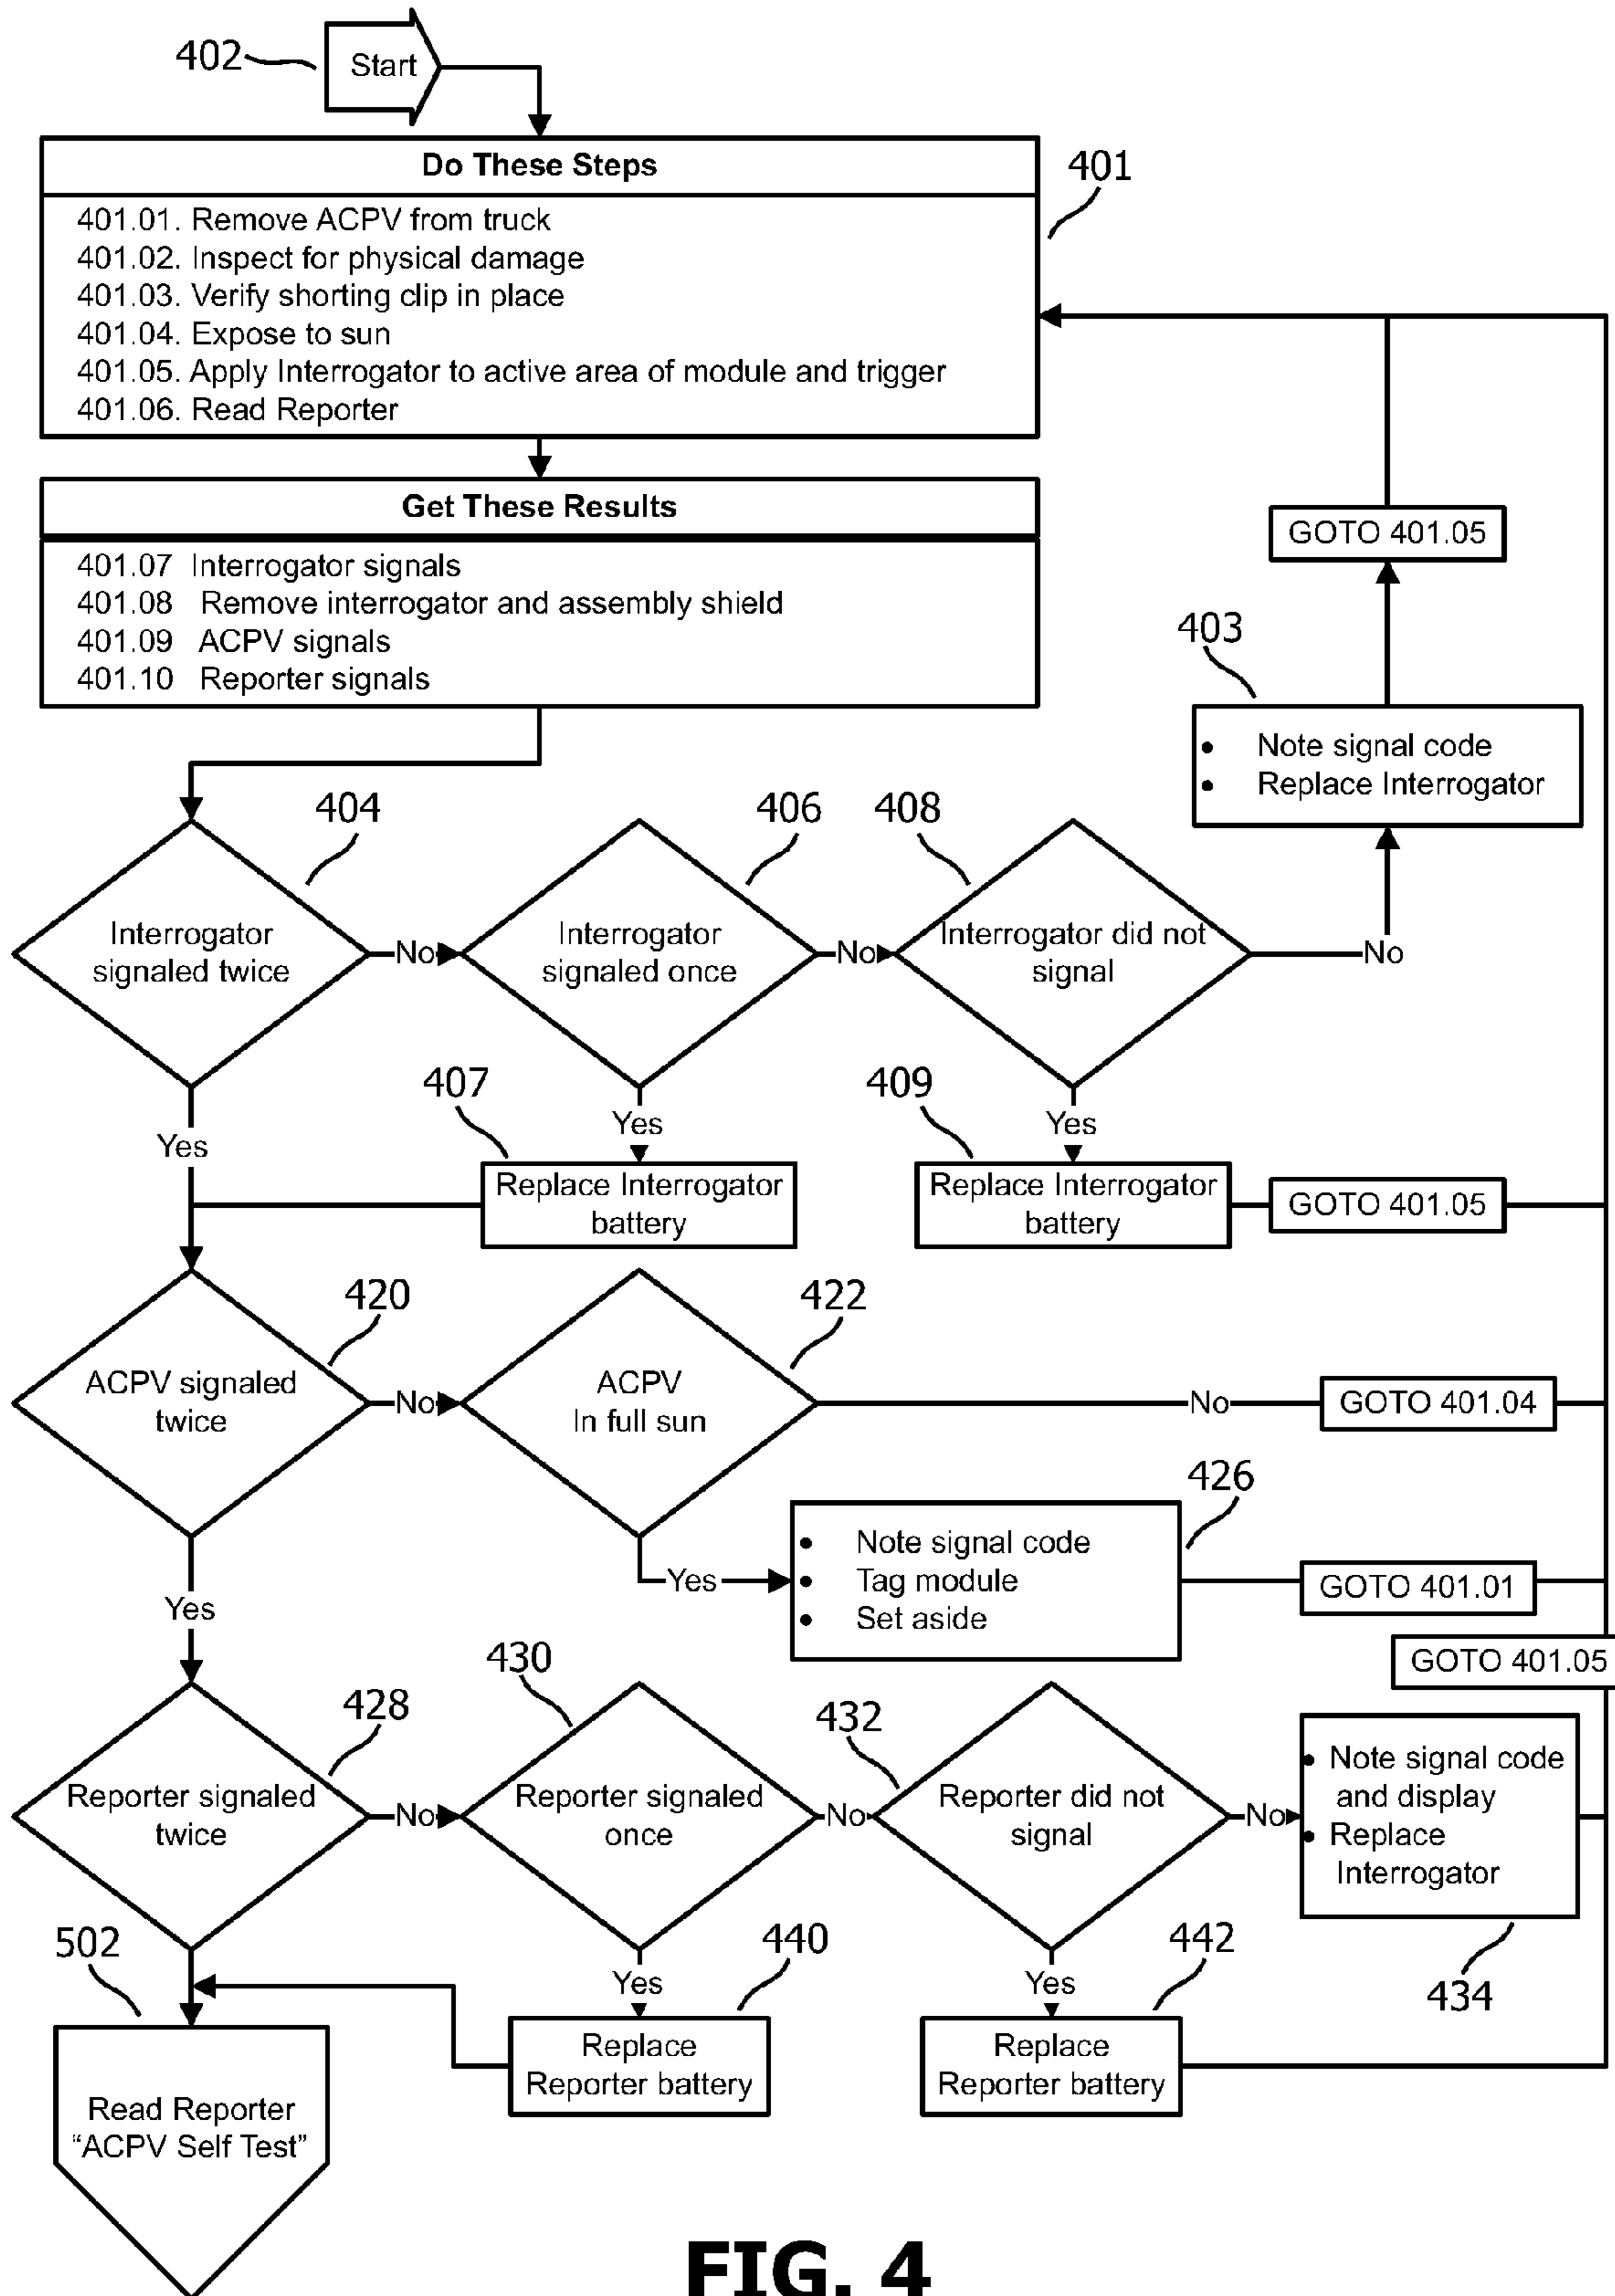 402
Start
Do These Steps
401
401.01. Remove ACPV from truck
401.02. Inspect for physical damage
401.03. Verify shorting clip in place
401.04. Expose to sun
401.05. Apply Interrogator to active area of module and trigger
401.06. Read Reporter
Get These Results
401.07 Interrogator signals
401.08 Remove interrogator and assembly shield
401.09 ACPV signals
401.10 Reporter signals
GOTO 401.05
403
• Note signal code
• Replace Interrogator
404
406
408
Interrogator
signaled twice
No
Interrogator
signaled once
No
Interrogator did not
signal
No
407
409
Yes
Yes
Yes
Replace Interrogator
battery
Replace Interrogator
battery
GOTO 401.05
420
422
ACPV signaled
twice
No
ACPV
In full sun
No
GOTO 401.04
426
Yes
• Note signal code
• Tag module
• Set aside
GOTO 401.01
Yes
GOTO 401.05
428
430
432
Reporter signaled
twice
No
Reporter signaled
once
No
Reporter did not
signal
No
• Note signal code
and display
• Replace
Interrogator
434
502
440
442
Yes
Yes
Replace
Reporter battery
Replace
Reporter battery
Read Reporter
“ACPV Self Test”
FIG. 4